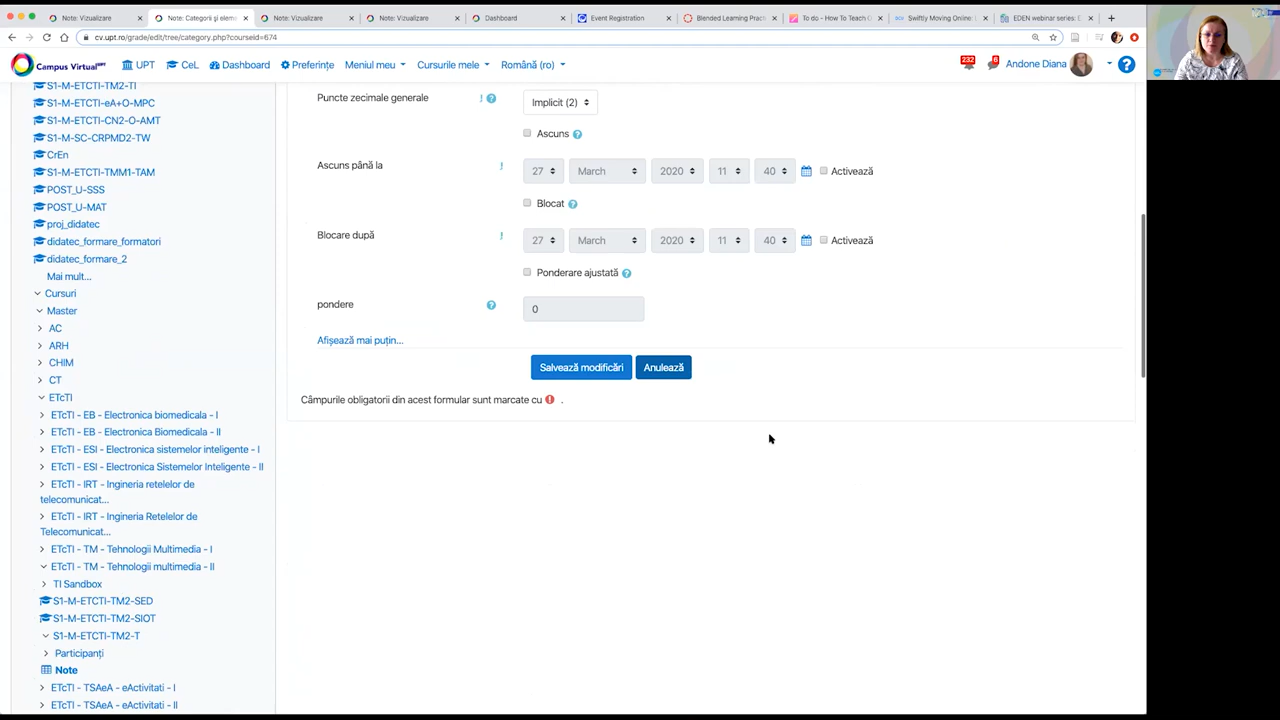 Note: Vizualizare
Note: Categorii şi eleme
Note: Vizualizare
Note: Vizualizare
Dashboard
Event Registration
Blended Learning Pract
To do - How To Teach O
Swiftly Moving Online: L
EDEN webinar series: D
cv.upt.ro/grade/edit/tree/category.php?courseid=674
Campus VirtualUPT
UPT
CeL
Dashboard
Preferințe
Meniul meu
Cursurile mele
Română (ro)
232
6
Andone Diana
S1-M-ETCTI-TM2-TI
S1-M-ETCTI-eA+O-MPC
S1-M-ETCTI-CN2-O-AMT
S1-M-SC-CRPMD2-TW
CrEn
S1-M-ETCTI-TMM1-TAM
POST_U-SSS
POST_U-MAT
proj_didatec
didatec_formare_formatori
didatec_formare_2
Mai mult...
Cursuri
Master
AC
ARH
CHIM
CT
ETcTI
ETcTI - EB - Electronica biomedicala - I
ETcTI - EB - Electronica Biomedicala - II
ETcTI - ESI - Electronica sistemelor inteligente - I
ETcTI - ESI - Electronica Sistemelor Inteligente - II
ETcTI - IRT - Ingineria retelelor de
telecomunicat...
ETcTI - IRT - Ingineria Retelelor de
Telecomunicat...
ETcTI - TM - Tehnologii Multimedia - I
ETcTI - TM - Tehnologii multimedia - II
TI Sandbox
S1-M-ETCTI-TM2-SED
S1-M-ETCTI-TM2-SIOT
S1-M-ETCTI-TM2-T
Participanți
Note
ETcTI - TSAeA - eActivitati - I
ETcTI - TSAeA - eActivitati - II
Puncte zecimale generale
Implicit (2)
Ascuns
Ascuns până la
27 March 2020 11 40 Activează
Blocat
Blocare după
27 March 2020 11 40 Activează
Ponderare ajustată
pondere
0
Afișează mai puțin...
Salvează modificări
Anulează
Câmpurile obligatorii din acest formular sunt marcate cu .